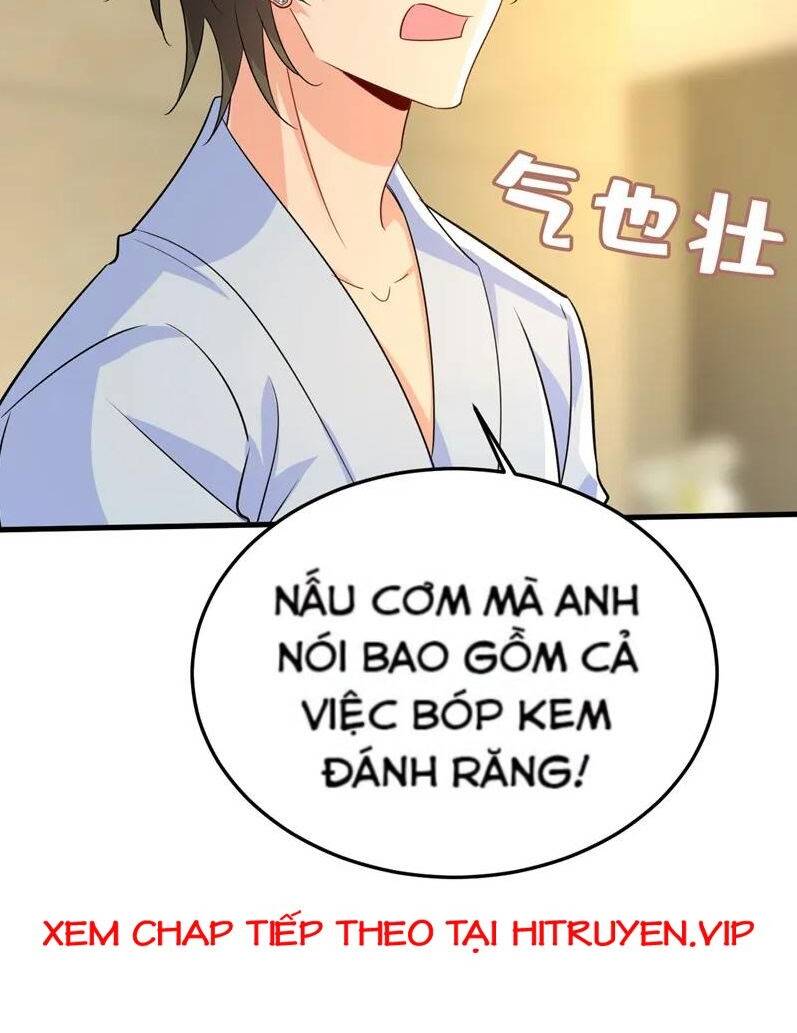 气也壮
NẤU CƠM MÀ ANH
NÓI BAO GỒM CẢ
VIỆC BÓP KEM
ĐÁNH RĂNG!
XEM CHAP TIẾP THEO TẠI HITRUYEN.VIP